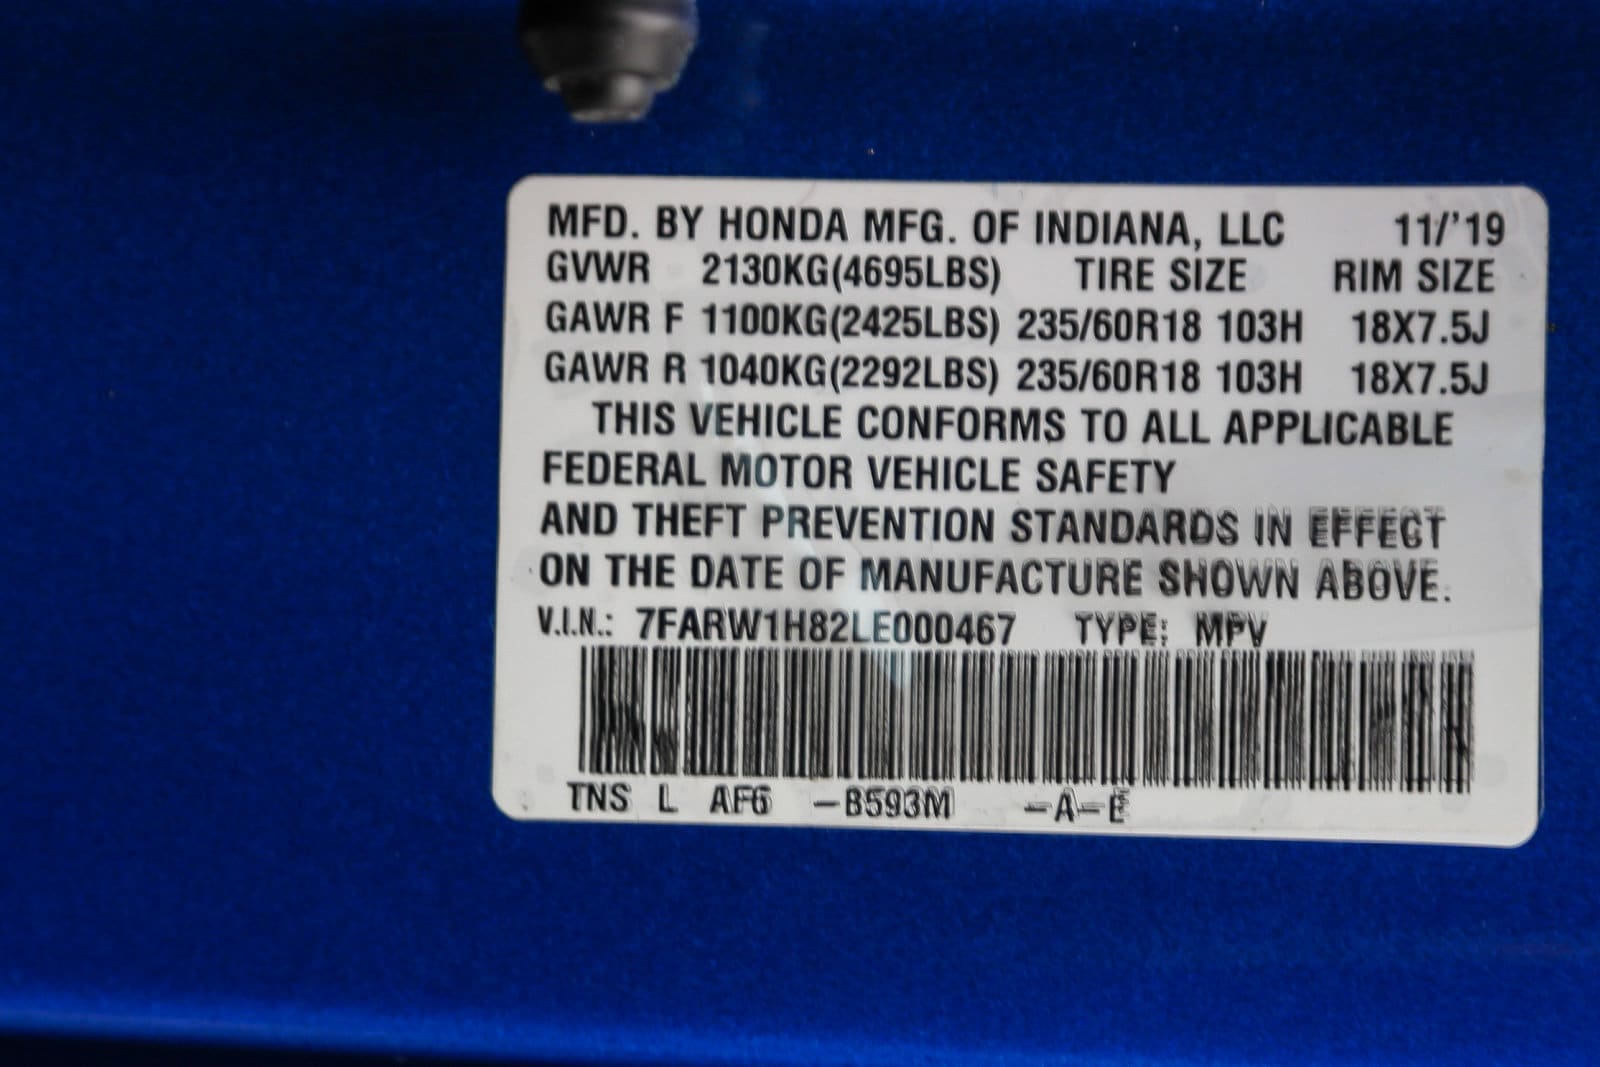 MFD. BY HONDA MFG. OF INDIANA, LLC 11/'19
GVWR 2130KG(4695LBS) TIRE SIZE RIM SIZE
GAWR F 1100KG(2425LBS) 235/60R18 103H 18X7.5J
GAWR R 1040KG(2292LBS) 235/60R18 103H 18X7.5J
THIS VEHICLE CONFORMS TO ALL APPLICABLE
FEDERAL MOTOR VEHICLE SAFETY
AND THEFT PREVENTION STANDARDS IN EFFECT
ON THE DATE OF MANUFACTURE SHOWN ABOVE.
V.I.N.: 7FARW1H82LE000467 TYPE: MPV
TNS L AF6 -B593M -A-E